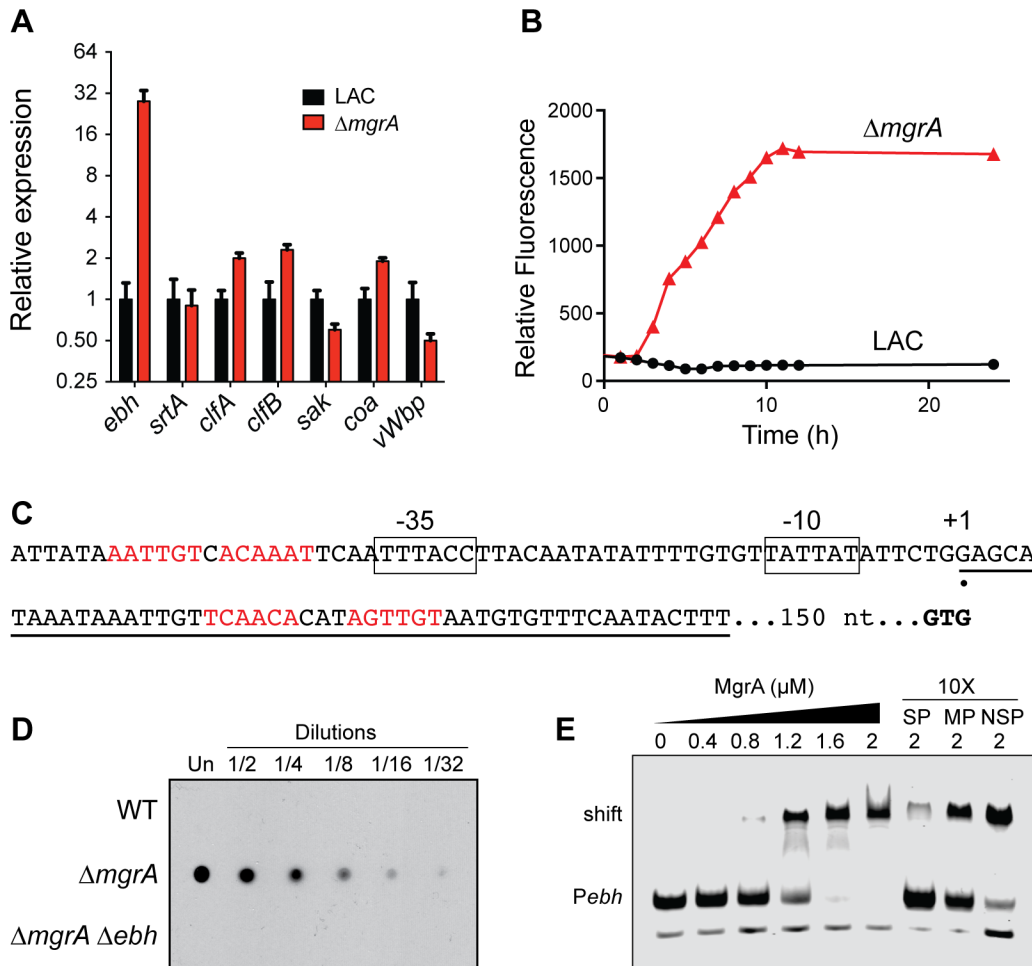 A
Relative expression
64
32
16
8
4
2
1
0.50
0.25
LAC
ΔmgrA
ebh
srtA
clfA
clfB
sak
coa
vWbp
B
Relative Fluorescence
2000
1500
1000
500
0
ΔmgrA
LAC
0
10
20
Time (h)
C
-35
-10
+1
ATTATAAATTGTCACAAATTCAATTTACCTTACAATATATTTTGTGTTATTATATTCTGGAGCA
TAAATAAATTGTTCAACACATAGTTGTAATGTGTTTCAATACTTT...150 nt...GTG
D
Dilutions
Un 1/2 1/4 1/8 1/16 1/32
WT
ΔmgrA
ΔmgrA Δebh
E
MgrA (µM)
10X
SP MP NSP
0 0.4 0.8 1.2 1.6 2 2 2 2
shift
Pebh